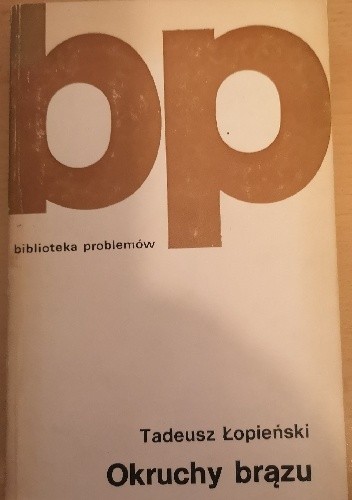 bp
biblioteka problemów
Tadeusz Łopieński
Okruchy brązu